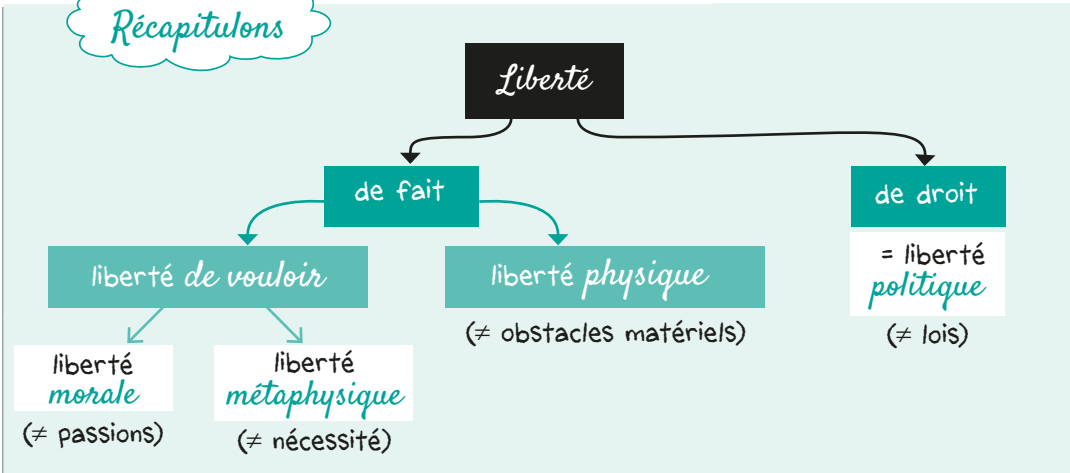 Récapitulons
Liberté
de fait
de droit
= liberté
politique
(≠ lois)
liberté de vouloir
liberté physique
(≠ obstacles matériels)
liberté
morale
(≠ passions)
liberté
métaphysique
(≠ nécessité)